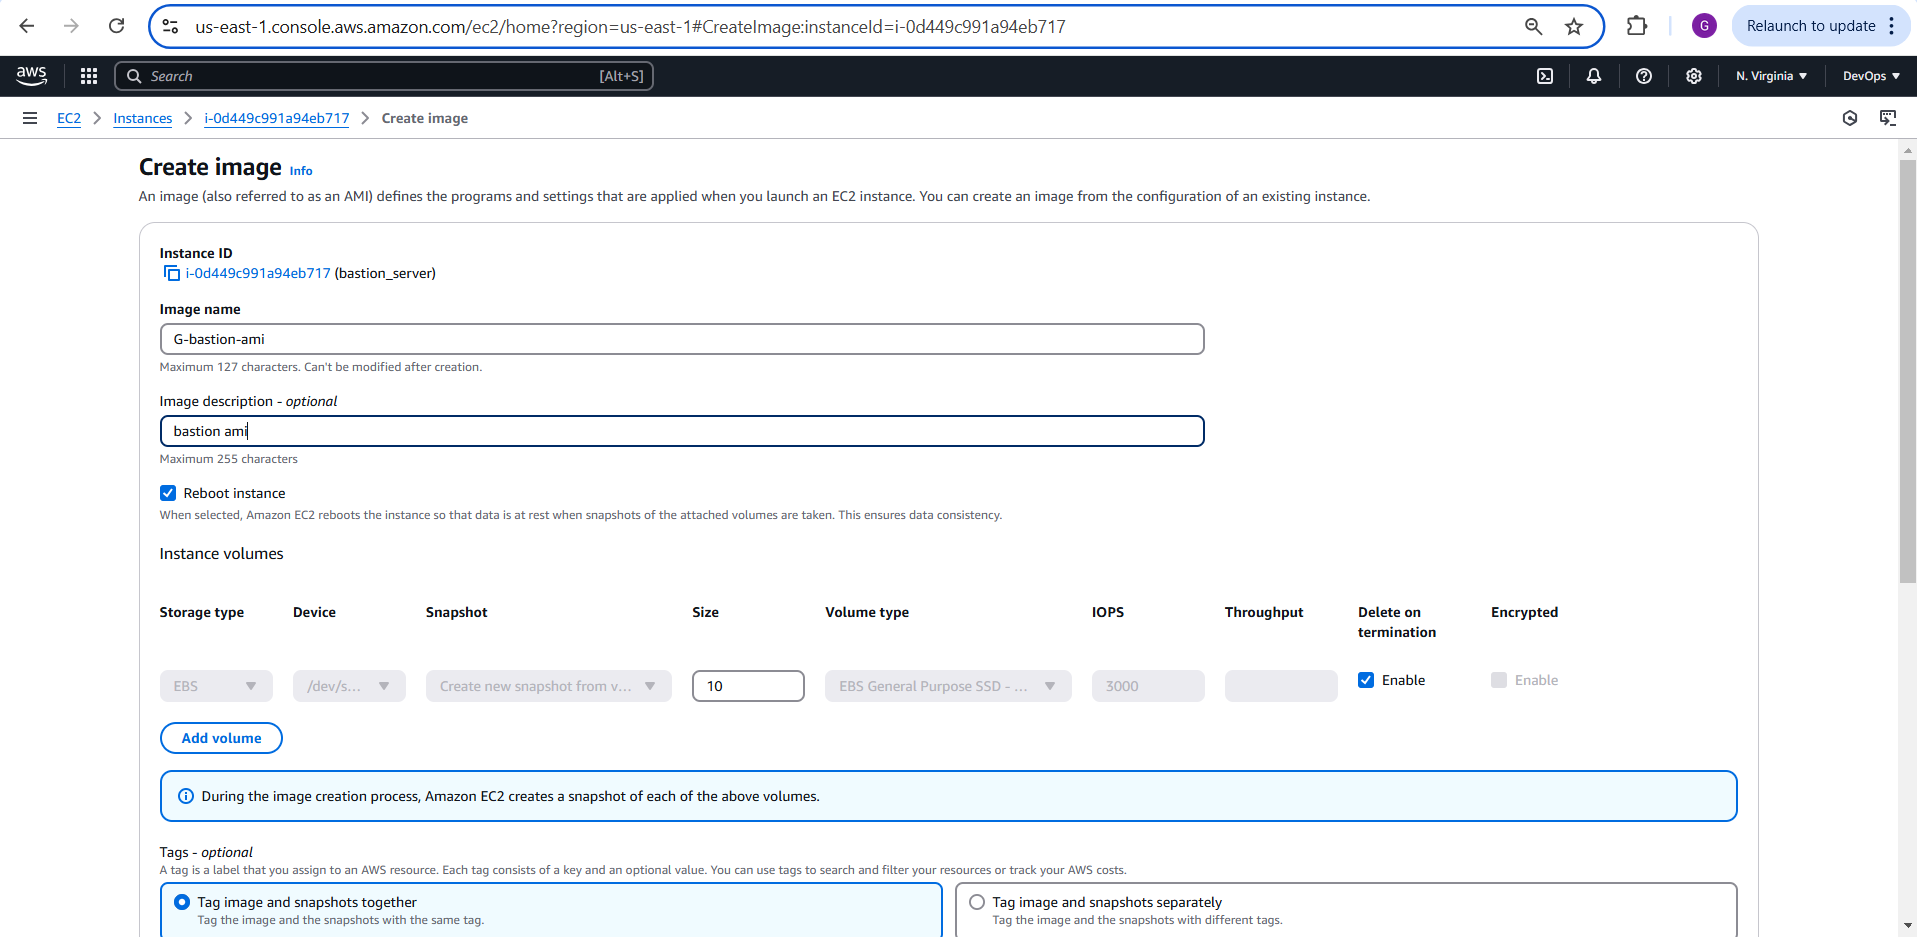 us-east-1.console.aws.amazon.com/ec2/home?region=us-east-1#CreateImage:instanceId=i-0d449c991a94eb717
G
Relaunch to update
aws
Search
[Alt+S]
N. Virginia
DevOps
EC2
Instances
i-0d449c991a94eb717
Create image
Create image Info
An image (also referred to as an AMI) defines the programs and settings that are applied when you launch an EC2 instance. You can create an image from the configuration of an existing instance.
Instance ID
i-0d449c991a94eb717 (bastion_server)
Image name
G-bastion-ami
Maximum 127 characters. Can't be modified after creation.
Image description - optional
bastion ami
Maximum 255 characters
Reboot instance
When selected, Amazon EC2 reboots the instance so that data is at rest when snapshots of the attached volumes are taken. This ensures data consistency.
Instance volumes
Storage type Device Snapshot Size Volume type IOPS Throughput Delete on termination Encrypted
EBS /dev/s... Create new snapshot from v... 10 EBS General Purpose SSD - ... 3000 Enable Enable
Add volume
During the image creation process, Amazon EC2 creates a snapshot of each of the above volumes.
Tags - optional
A tag is a label that you assign to an AWS resource. Each tag consists of a key and an optional value. You can use tags to search and filter your resources or track your AWS costs.
Tag image and snapshots together
Tag the image and the snapshots with the same tag.
Tag image and snapshots separately
Tag the image and the snapshots with different tags.